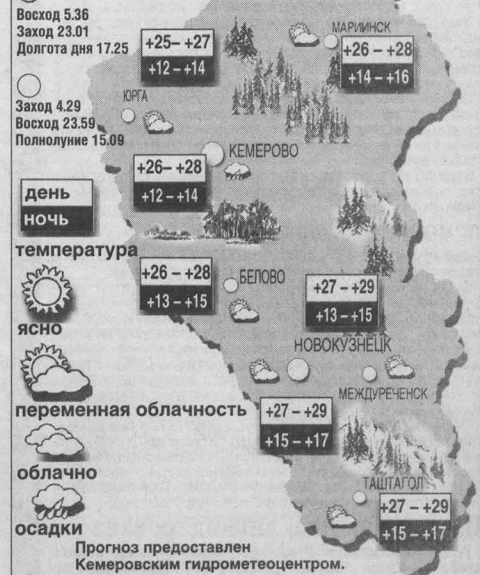 Восход 5.36
Заход 23.01
Долгота дня 17.25
Заход 4.29
Восход 23.59
Полнолуние 15.09
+25– +27
+12 – +14
МАРИИНСК
+26 – +28
+14 – +16
ЮРГА
КЕМЕРОВО
+26– +28
+12 – +14
день
ночь
температура
+26 – +28
+13 – +15
БЕЛОВО
+27 – +29
+13 – +15
ясно
НОВОКУЗНЕЦК
МЕЖДУРЕЧЕНСК
переменная облачность
+27 – +29
+15 – +17
облачно
ТАШТАГОЛ
+27 – +29
+15 – +17
осадки
Прогноз предоставлен
Кемеровским гидрометеоцентром.